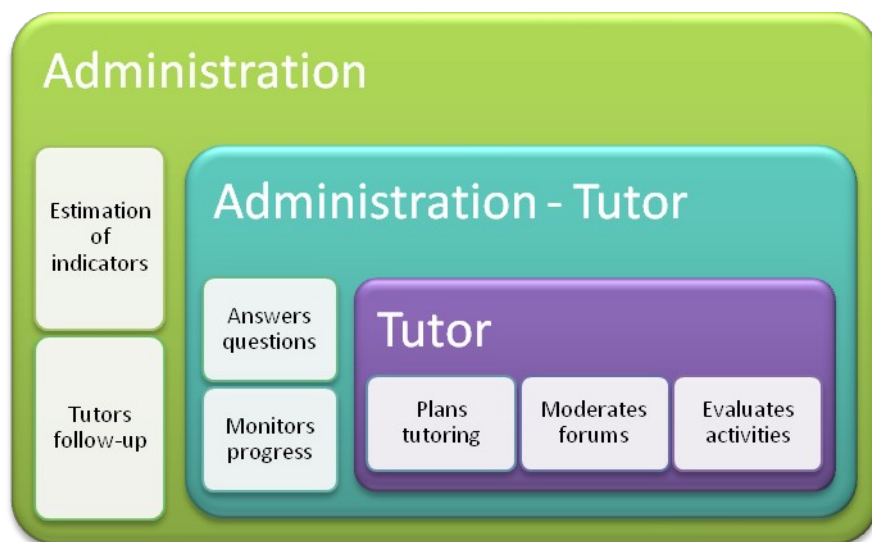 Administration
Estimation
of
indicators
Tutors
follow-up
Administration - Tutor
Answers
questions
Monitors
progress
Tutor
Plans
tutoring
Moderates
forums
Evaluates
activities